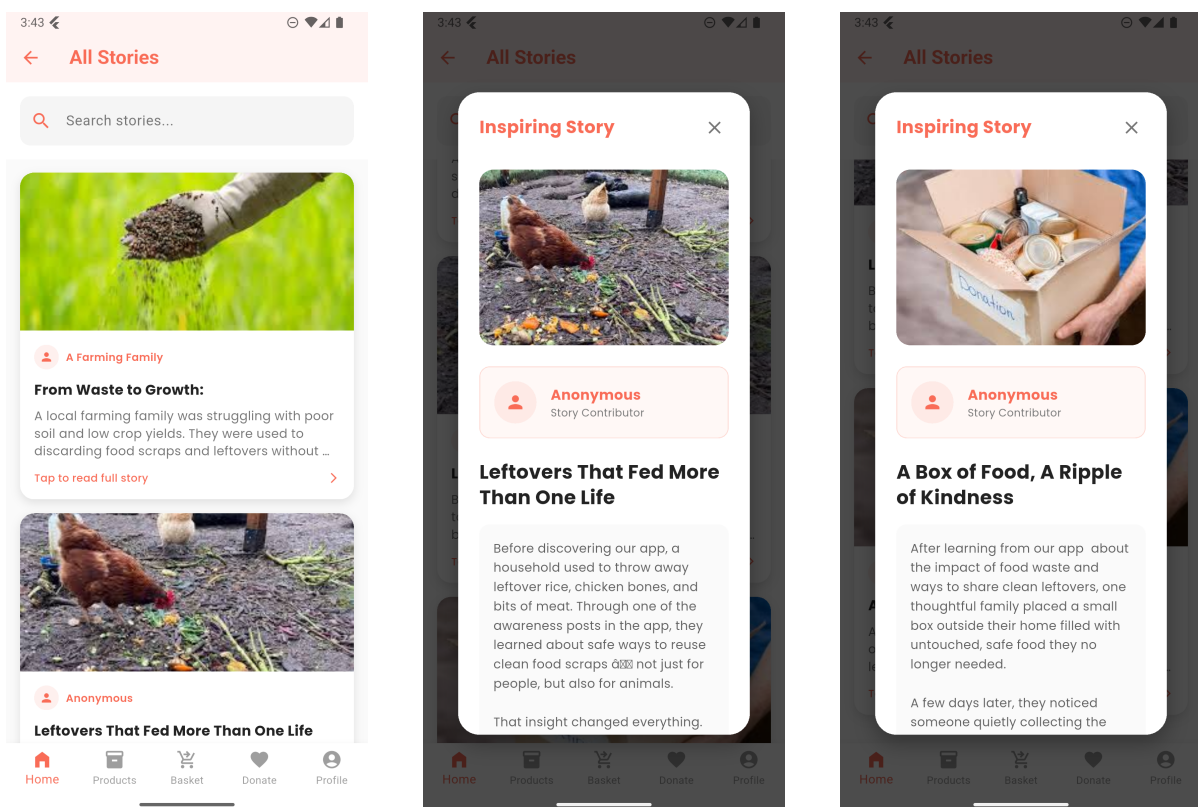 3:43
All Stories
Search stories...
A Farming Family
From Waste to Growth:
A local farming family was struggling with poor
soil and low crop yields. They were used to
discarding food scraps and leftovers without ...
Tap to read full story
Anonymous
Leftovers That Fed More Than One Life
Home
Products
Basket
Donate
Profile
3:43
All Stories
Inspiring Story
Anonymous
Story Contributor
Leftovers That Fed More
Than One Life
Before discovering our app, a
household used to throw away
leftover rice, chicken bones, and
bits of meat. Through one of the
awareness posts in the app, they
learned about safe ways to reuse
clean food scraps â not just for
people, but also for animals.
That insight changed everything.
Home
Products
Basket
Donate
Profile
3:43
All Stories
Inspiring Story
Donation
Anonymous
Story Contributor
A Box of Food, A Ripple
of Kindness
After learning from our app  about
the impact of food waste and
ways to share clean leftovers, one
thoughtful family placed a small
box outside their home filled with
untouched, safe food they no
longer needed.
A few days later, they noticed
someone quietly collecting the
Home
Products
Basket
Donate
Profile